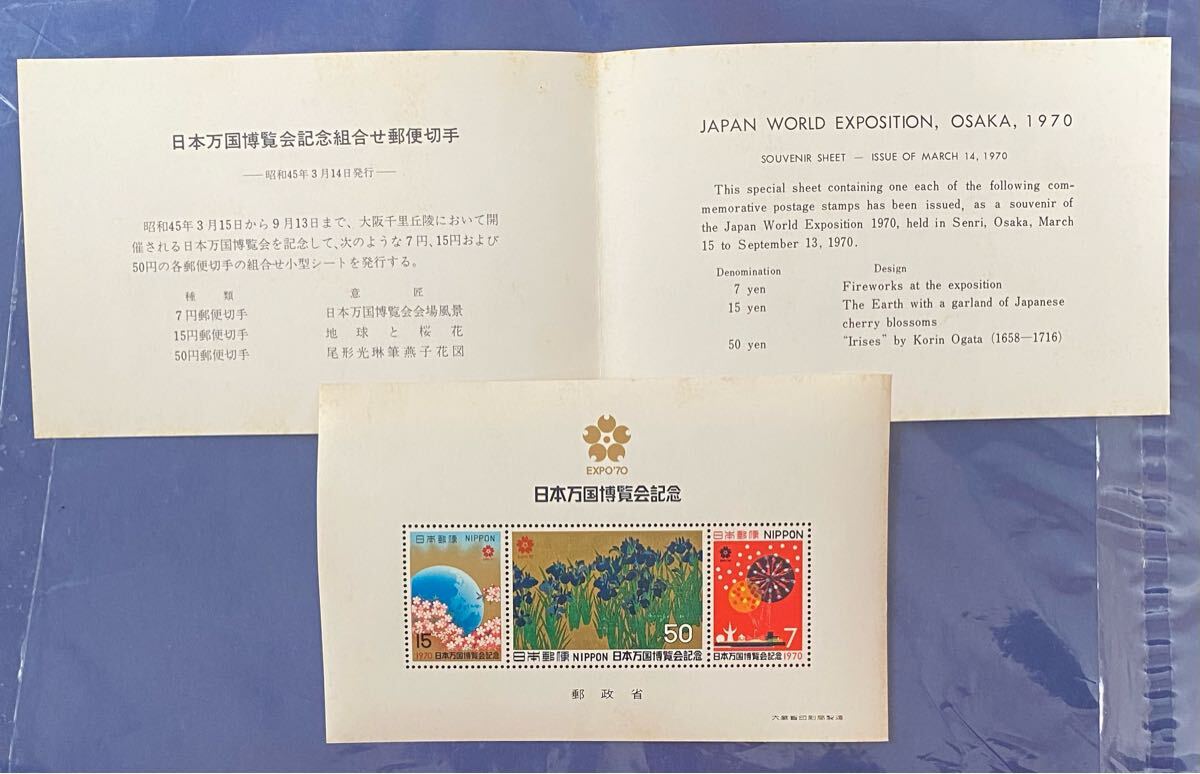 日本万国博覧会記念組合せ郵便切手
―昭和45年3月14日発行―
昭和45年3月15日から9月13日まで、大阪千里丘陵において開
催される日本万国博覧会を記念して、次のような7円、15円および
50円の各郵便切手の組合せ小型シートを発行する。
種類 意匠
7円郵便切手 日本万国博覧会会場風景
15円郵便切手 地球と桜花
50円郵便切手 尾形光琳筆燕子花図
JAPAN WORLD EXPOSITION, OSAKA, 1970
SOUVENIR SHEET — ISSUE OF MARCH 14, 1970
This special sheet containing one each of the following com-
memorative postage stamps has been issued, as a souvenir of
the Japan World Exposition 1970, held in Senri, Osaka, March
15 to September 13, 1970.
Denomination Design
7 yen Fireworks at the exposition
15 yen The Earth with a garland of Japanese
cherry blossoms
50 yen "Irises" by Korin Ogata (1658—1716)
EXPO'70
日本万国博覧会記念
日本郵便 NIPPON
15
1970 日本万国博覧会記念
50
日本郵便 NIPPON 日本万国博覧会記念
日本郵便 NIPPON
7
日本万国博覧会記念 1970
郵政省
大蔵省印刷局製造